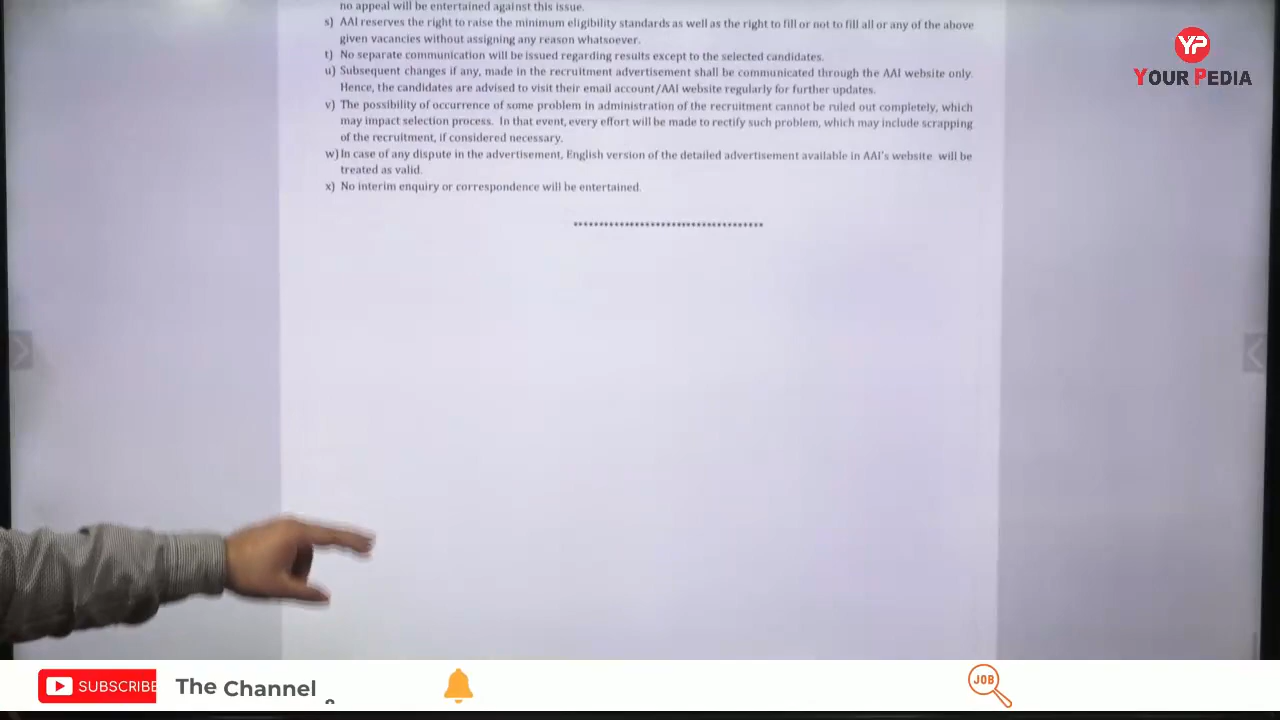 no appeal will be entertained against this issue.
s) AAI reserves the right to raise the minimum eligibility standards as well as the right to fill or not to fill all or any of the above
given vacancies without assigning any reason whatsoever.
t) No separate communication will be issued regarding results except to the selected candidates.
u) Subsequent changes if any, made in the recruitment advertisement shall be communicated through the AAI website only.
Hence, the candidates are advised to visit their email account/AAI website regularly for further updates.
v) The possibility of occurrence of some problem in administration of the recruitment cannot be ruled out completely, which
may impact selection process. In that event, every effort will be made to rectify such problem, which may include scrapping
of the recruitment, if considered necessary.
w) In case of any dispute in the advertisement, English version of the detailed advertisement available in AAI's website will be
treated as valid.
x) No interim enquiry or correspondence will be entertained.
**************************************
YP
YOUR PEDIA
SUBSCRIBE
The Channel
JOB